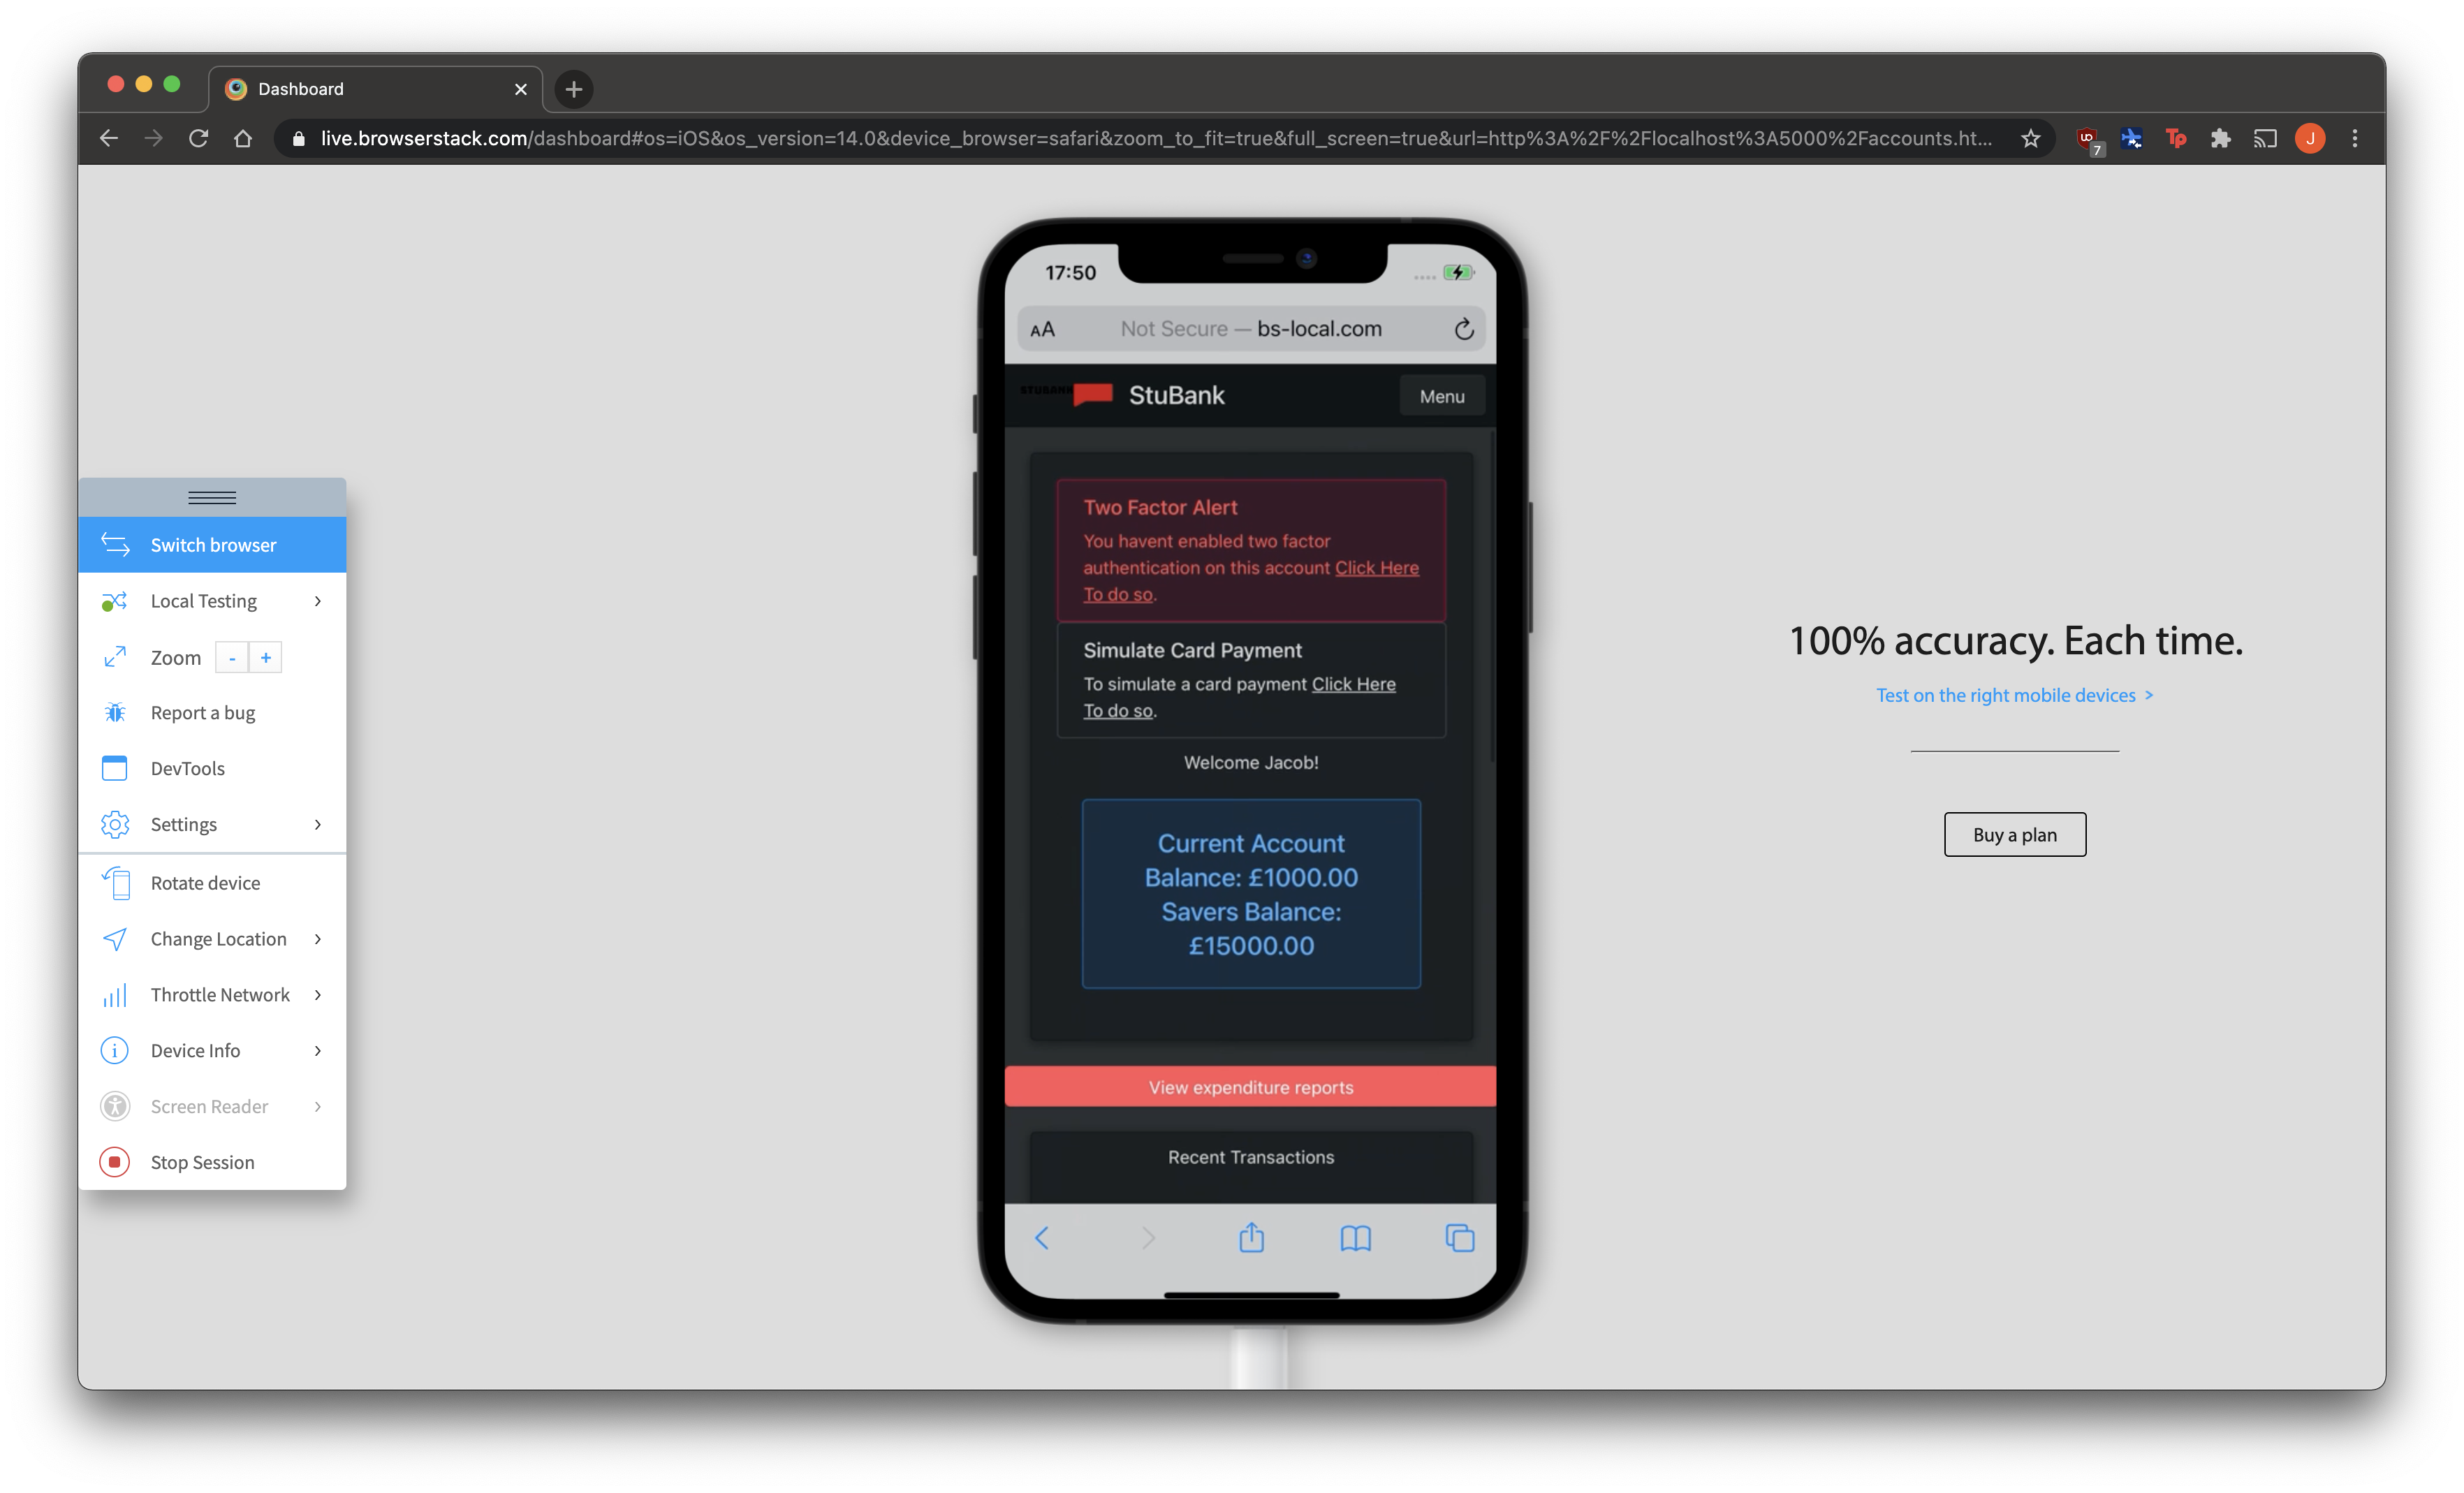 Dashboard
live.browserstack.com/dashboard#os=iOS&os_version=14.0&device_browser=safari&zoom_to_fit=true&full_screen=true&url=http%3A%2F%2Flocalhost%3A5000%2Faccounts.ht...
7
Tp
J
Switch browser
Local Testing
Zoom - +
Report a bug
DevTools
Settings
Rotate device
Change Location
Throttle Network
Device Info
Screen Reader
Stop Session
17:50
AA Not Secure — bs-local.com
STUBANK StuBank Menu
Two Factor Alert
You havent enabled two factor
authentication on this account Click Here
To do so.
Simulate Card Payment
To simulate a card payment Click Here
To do so.
Welcome Jacob!
Current Account
Balance: £1000.00
Savers Balance:
£15000.00
View expenditure reports
Recent Transactions
100% accuracy. Each time.
Test on the right mobile devices >
Buy a plan